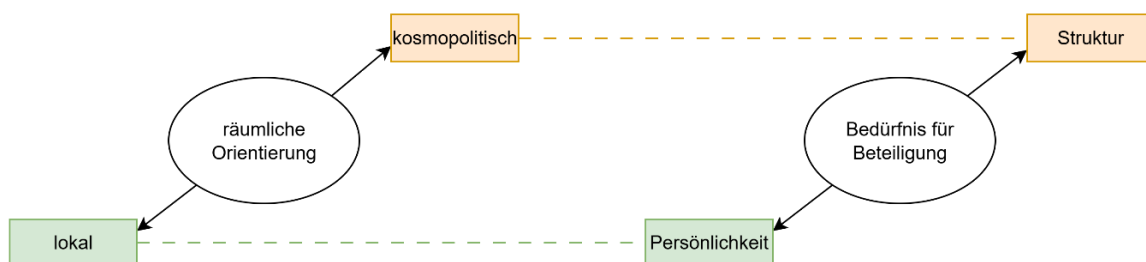 kosmopolitisch
Struktur
räumliche
Orientierung
Bedürfnis für
Beteiligung
lokal
Persönlichkeit